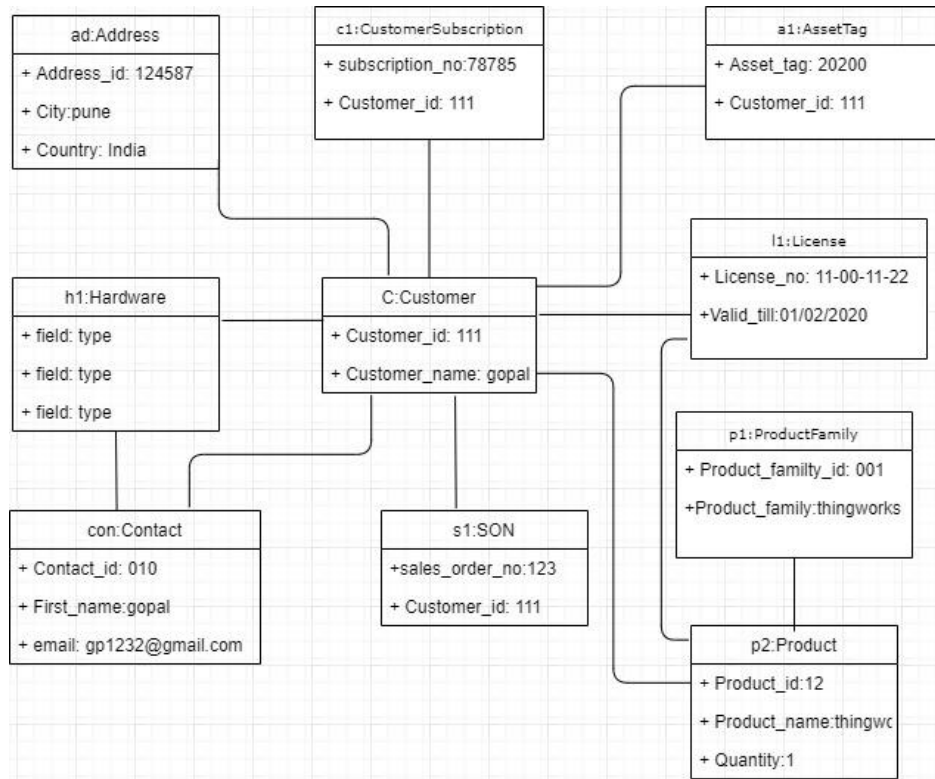 ad:Address
+ Address_id: 124587
+ City:pune
+ Country: India
c1:CustomerSubscription
+ subscription_no:78785
+ Customer_id: 111
a1:AssetTag
+ Asset_tag: 20200
+ Customer_id: 111
l1:License
+ License_no: 11-00-11-22
+Valid_till:01/02/2020
h1:Hardware
+ field: type
+ field: type
+ field: type
C:Customer
+ Customer_id: 111
+ Customer_name: gopal
p1:ProductFamily
+ Product_familty_id: 001
+Product_family:thingworks
con:Contact
+ Contact_id: 010
+ First_name:gopal
+ email: gp1232@gmail.com
s1:SON
+sales_order_no:123
+ Customer_id: 111
p2:Product
+ Product_id:12
+ Product_name:thingwo
+ Quantity:1